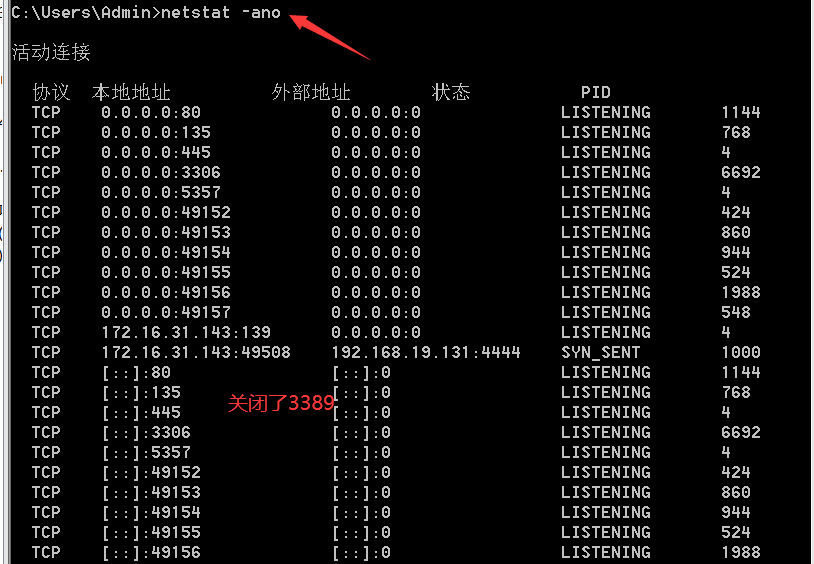 C:\Users\Admin>netstat -ano
活动连接
协议 本地地址 外部地址 状态 PID
TCP 0.0.0.0:80 0.0.0.0:0 LISTENING 1144
TCP 0.0.0.0:135 0.0.0.0:0 LISTENING 768
TCP 0.0.0.0:445 0.0.0.0:0 LISTENING 4
TCP 0.0.0.0:3306 0.0.0.0:0 LISTENING 6692
TCP 0.0.0.0:5357 0.0.0.0:0 LISTENING 4
TCP 0.0.0.0:49152 0.0.0.0:0 LISTENING 424
TCP 0.0.0.0:49153 0.0.0.0:0 LISTENING 860
TCP 0.0.0.0:49154 0.0.0.0:0 LISTENING 944
TCP 0.0.0.0:49155 0.0.0.0:0 LISTENING 524
TCP 0.0.0.0:49156 0.0.0.0:0 LISTENING 1988
TCP 0.0.0.0:49157 0.0.0.0:0 LISTENING 548
TCP 172.16.31.143:139 0.0.0.0:0 LISTENING 4
TCP 172.16.31.143:49508 192.168.19.131:4444 SYN_SENT 1000
TCP [::]:80 [::]:0 LISTENING 1144
TCP [::]:135 [::]:0 LISTENING 768
关闭了3389
TCP [::]:445 [::]:0 LISTENING 4
TCP [::]:3306 [::]:0 LISTENING 6692
TCP [::]:5357 [::]:0 LISTENING 4
TCP [::]:49152 [::]:0 LISTENING 424
TCP [::]:49153 [::]:0 LISTENING 860
TCP [::]:49154 [::]:0 LISTENING 944
TCP [::]:49155 [::]:0 LISTENING 524
TCP [::]:49156 [::]:0 LISTENING 1988